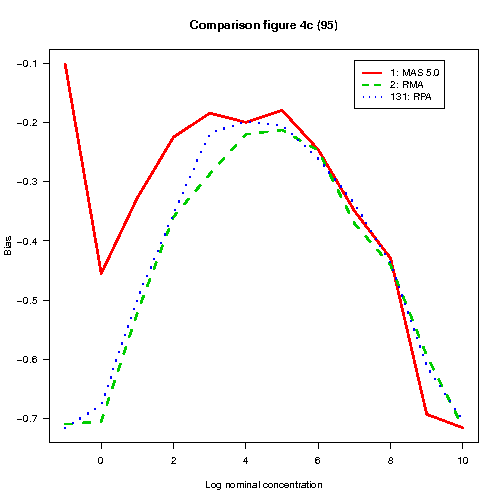 Comparison figure 4c (95)
1: MAS 5.0
2: RMA
131: RPA
Bias
−0.1
−0.2
−0.3
−0.4
−0.5
−0.6
−0.7
0
2
4
6
8
10
Log nominal concentration